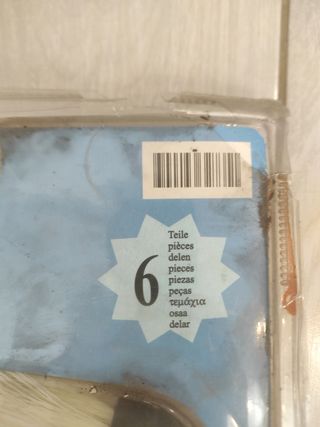 6
Teile
pièces
delen
pieces
piezas
peças
τεμάχια
osaa
delar